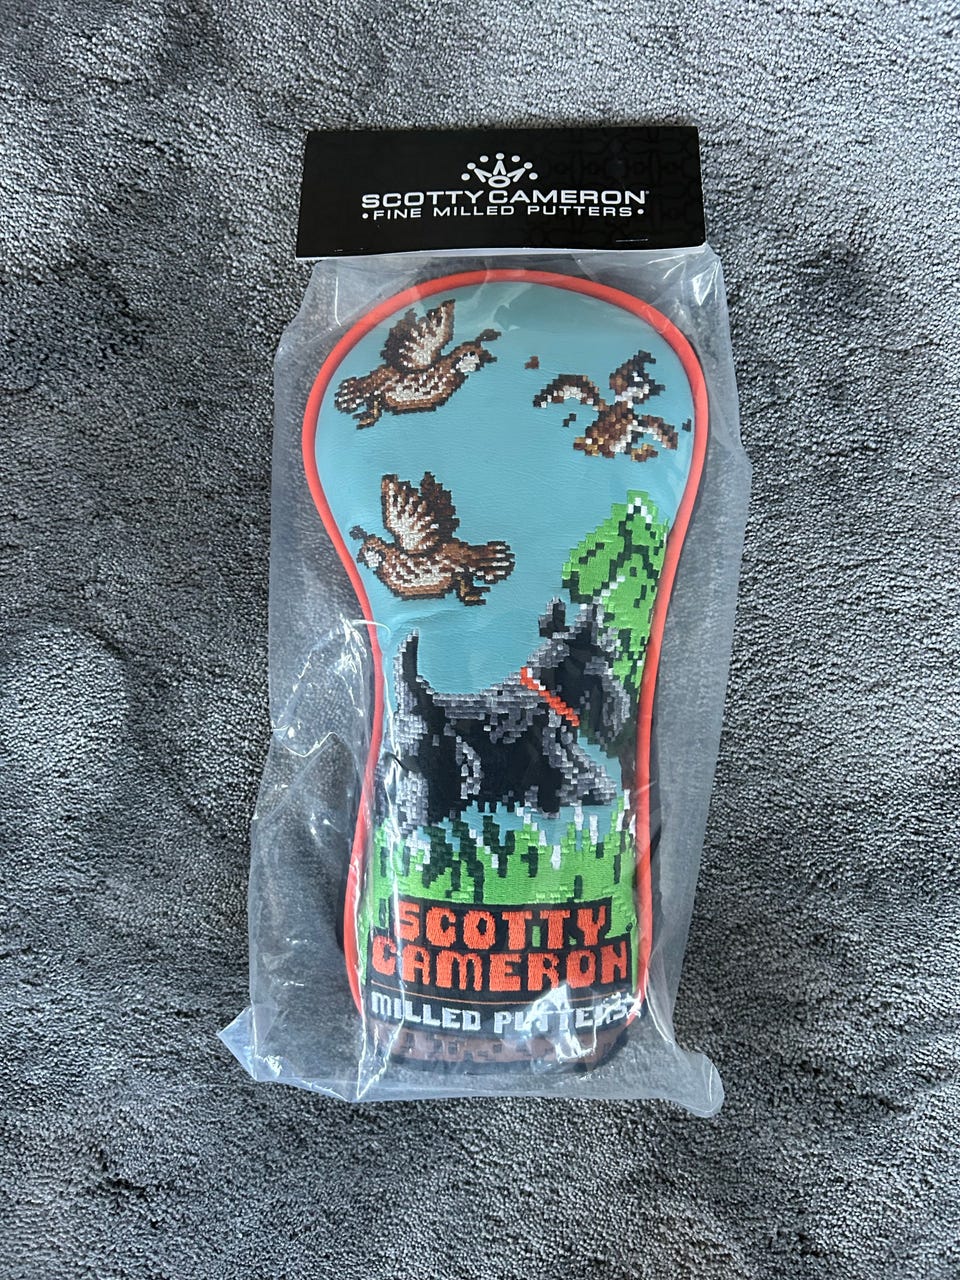 SCOTTY CAMERON®
• FINE MILLED PUTTERS •
SCOTTY
CAMERON
MILLED PUTTERS